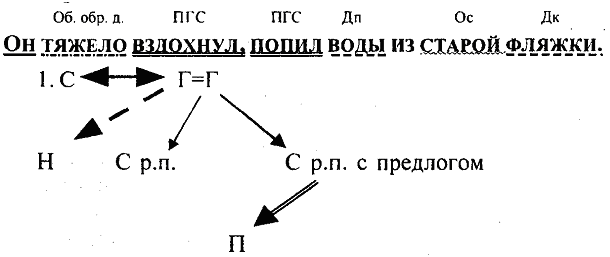 Об. обр. д. ПГС ПГС Дп Ос Дк
Он тяжело вздохнул, попил воды из старой фляжки.
1. С Г=Г
Н С р.п. С р.п. с предлогом
П